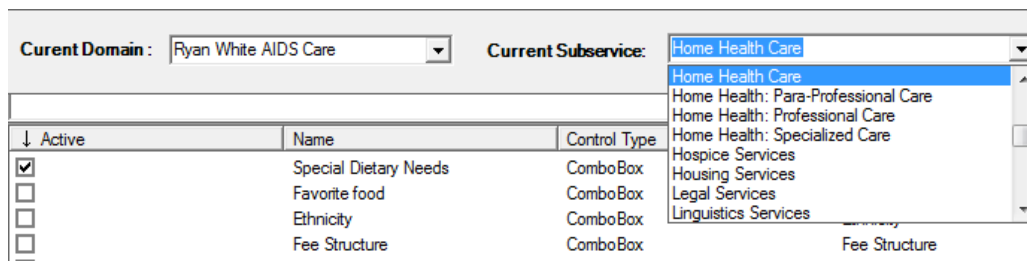 Curent Domain : Ryan White AIDS Care Current Subservice: Home Health Care
Home Health Care
Home Health: Para-Professional Care
Home Health: Professional Care
Home Health: Specialized Care
Hospice Services
Housing Services
Legal Services
Linguistics Services
↓ Active Name Control Type
Special Dietary Needs ComboBox
Favorite food ComboBox
Ethnicity ComboBox
Fee Structure ComboBox Fee Structure